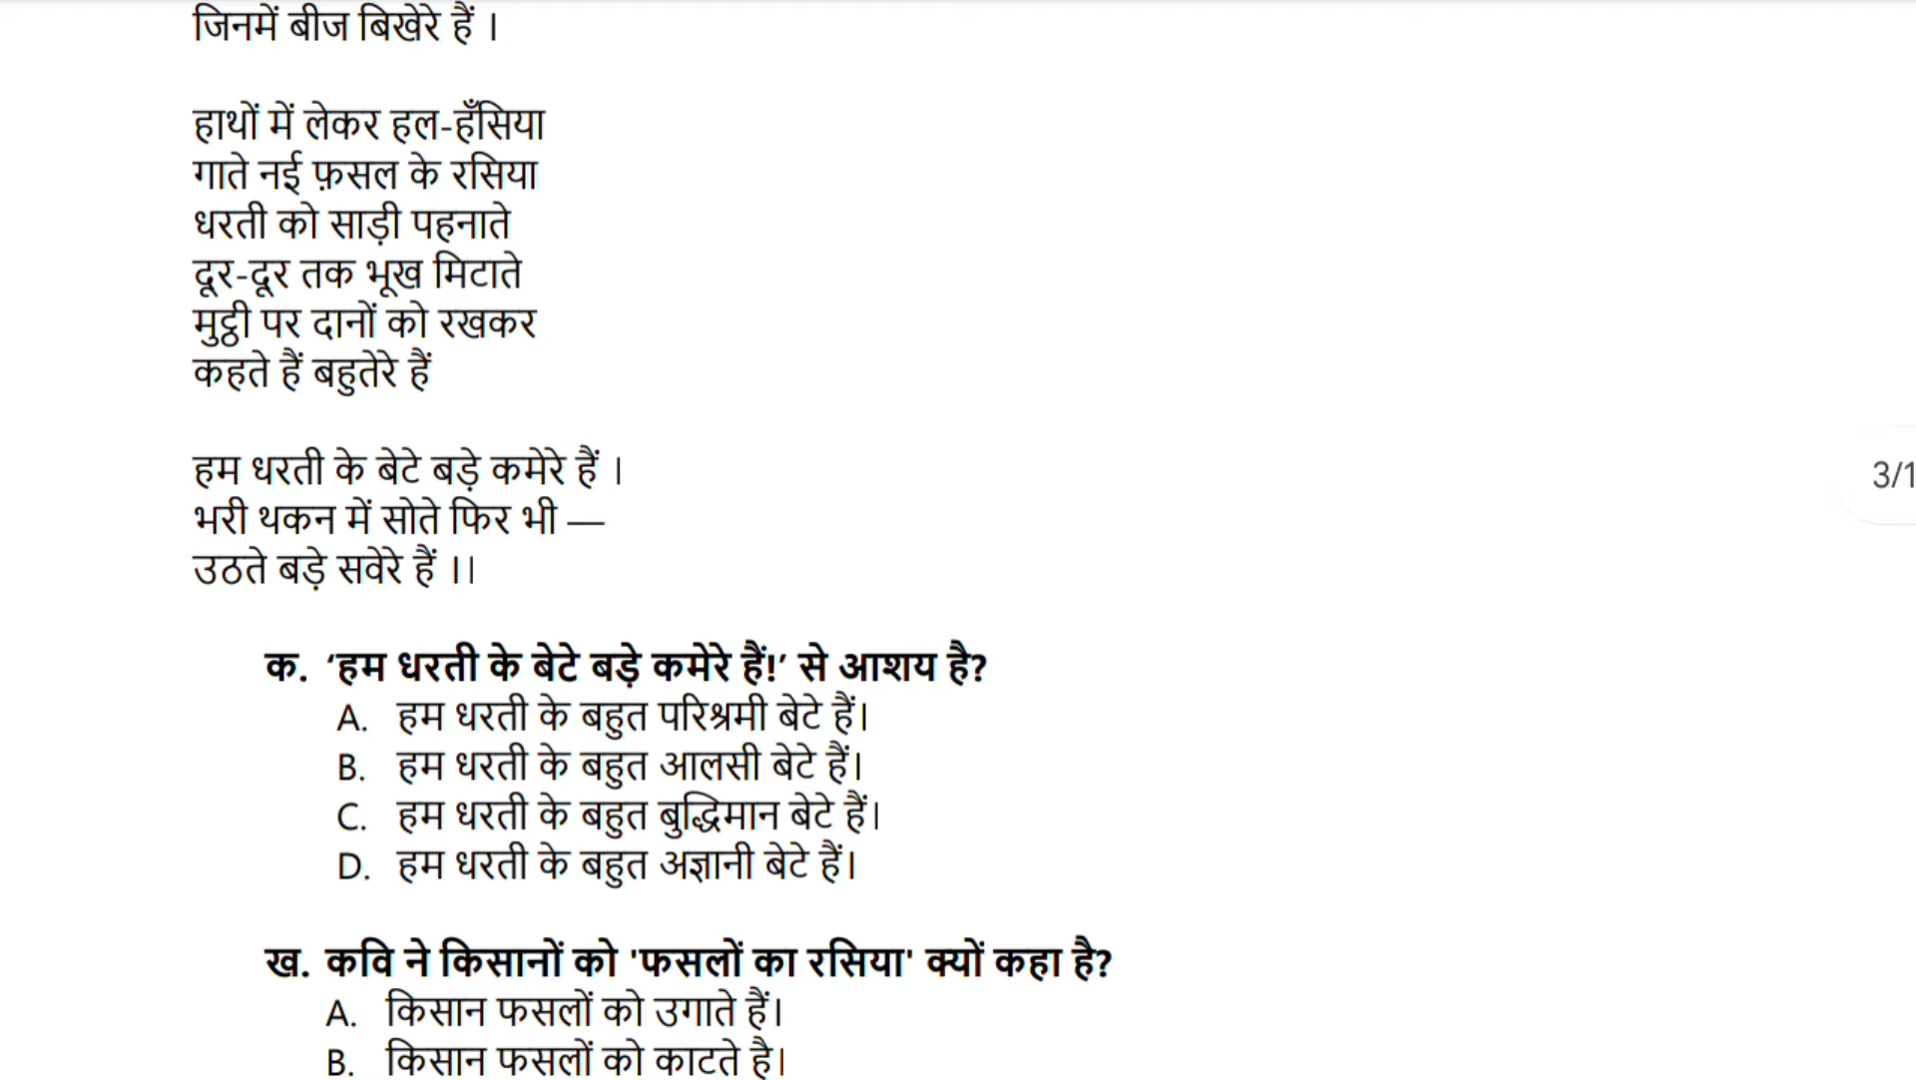 जिनमें बीज बिखेरे हैं ।
हाथों में लेकर हल-हँसिया
गाते नई फ़सल के रसिया
धरती को साड़ी पहनाते
दूर-दूर तक भूख मिटाते
मुट्ठी पर दानों को रखकर
कहते हैं बहुतेरे हैं
हम धरती के बेटे बड़े कमेरे हैं ।
भरी थकन में सोते फिर भी —
उठते बड़े सवेरे हैं ।।
3/1
क. ‘हम धरती के बेटे बड़े कमेरे हैं!’ से आशय है?
A. हम धरती के बहुत परिश्रमी बेटे हैं।
B. हम धरती के बहुत आलसी बेटे हैं।
C. हम धरती के बहुत बुद्धिमान बेटे हैं।
D. हम धरती के बहुत अज्ञानी बेटे हैं।
ख. कवि ने किसानों को 'फसलों का रसिया' क्यों कहा है?
A. किसान फसलों को उगाते हैं।
B. किसान फसलों को काटते है।